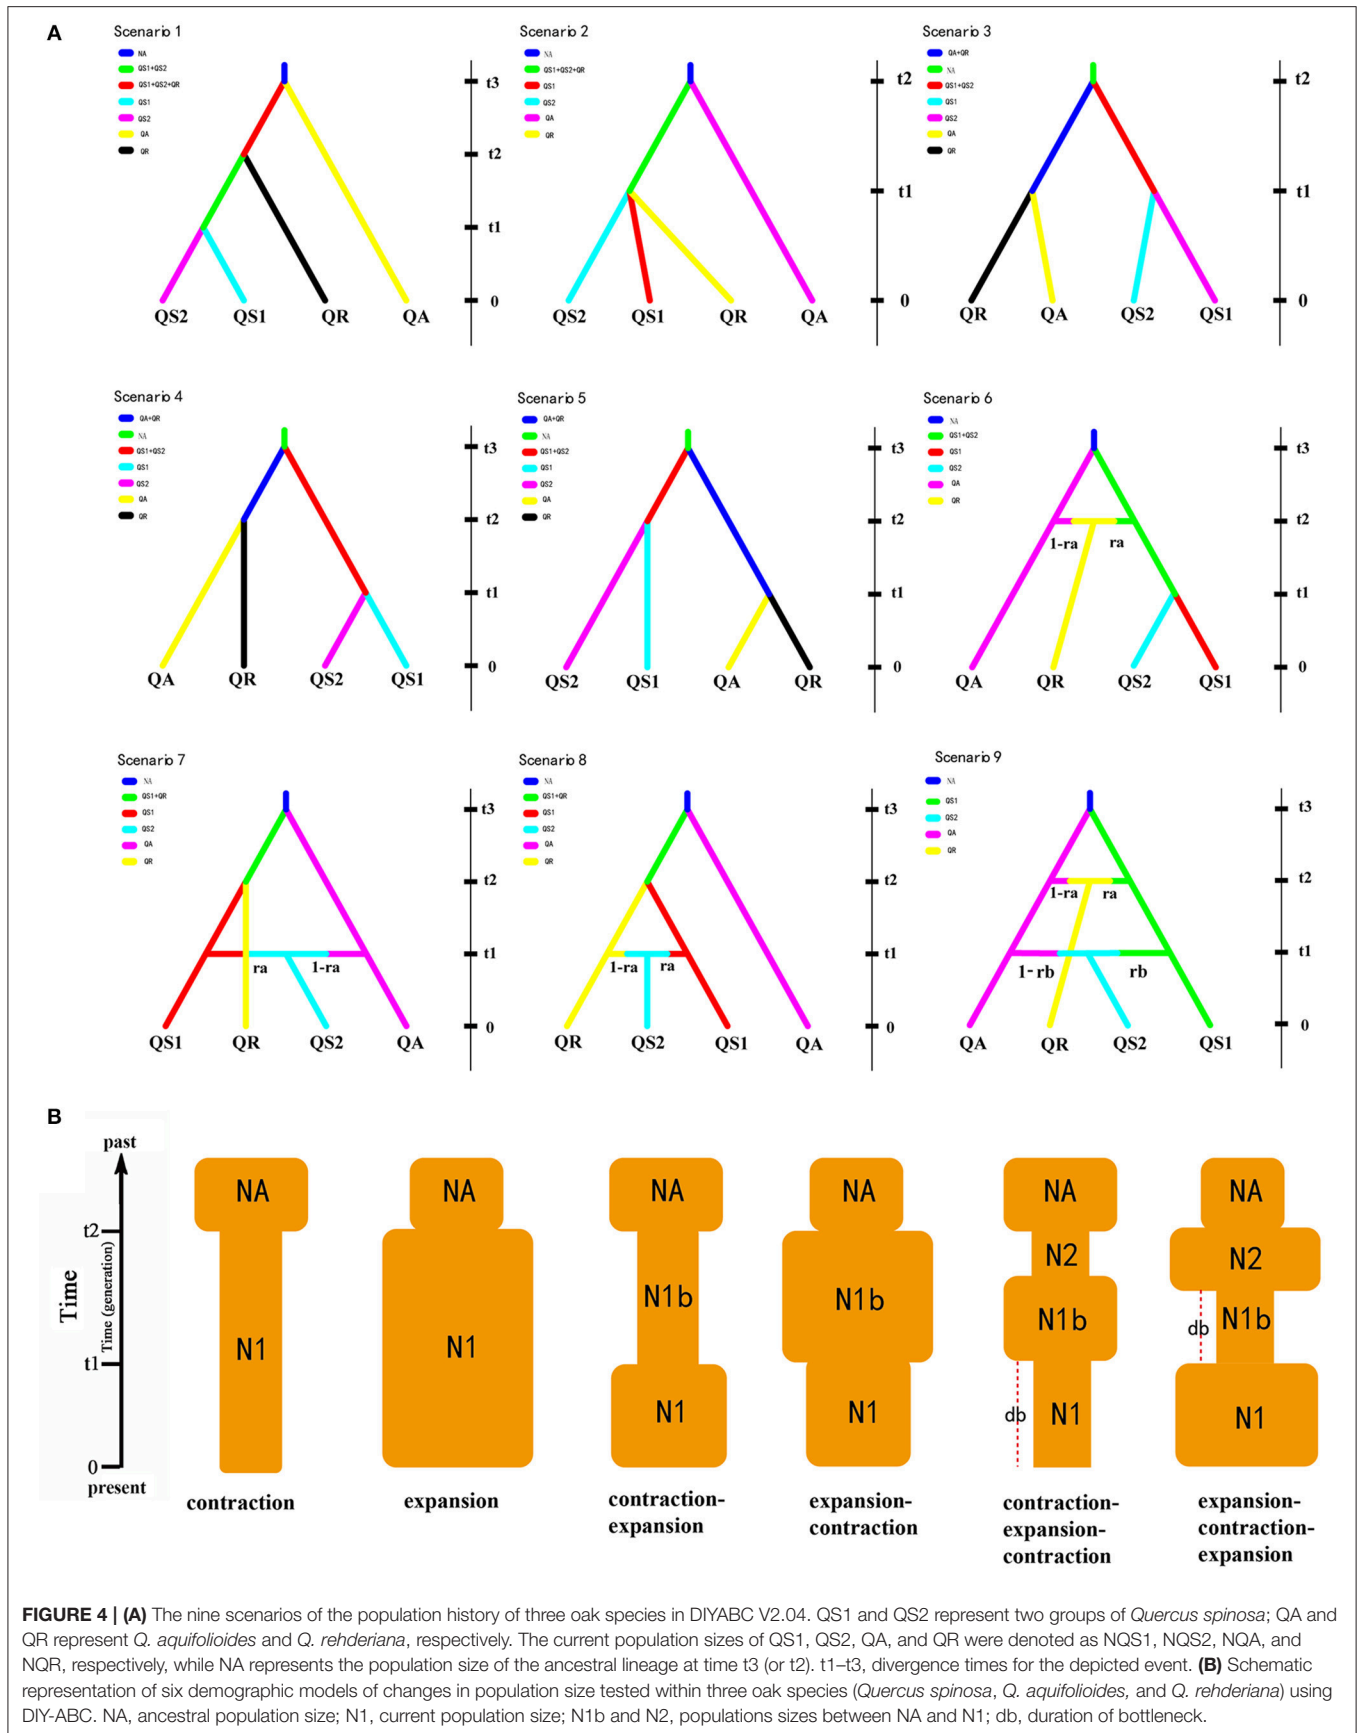 A
Scenario 1
NA
QS1+QS2
QS1+QS2+QR
QS1
QS2
QA
QR
t3
t2
t1
0
QS2 QS1 QR QA
Scenario 2
NA
QS1+QS2+QR
QS1
QS2
QA
QR
t2
t1
0
QS2 QS1 QR QA
Scenario 3
QA+QR
NA
QS1+QS2
QS1
QS2
QA
QR
t2
t1
0
QR QA QS2 QS1
Scenario 4
QA+QR
NA
QS1+QS2
QS1
QS2
QA
QR
t3
t2
t1
0
QA QR QS2 QS1
Scenario 5
QA+QR
NA
QS1+QS2
QS1
QS2
QA
QR
t3
t2
t1
0
QS2 QS1 QA QR
Scenario 6
NA
QS1+QS2
QS1
QS2
QA
QR
t3
t2
1-ra ra
t1
0
QA QR QS2 QS1
Scenario 7
NA
QS1+QR
QS1
QS2
QA
QR
t3
t2
t1
ra 1-ra
0
QS1 QR QS2 QA
Scenario 8
NA
QS1+QR
QS1
QS2
QA
QR
t3
t2
t1
1-ra ra
0
QR QS2 QS1 QA
Scenario 9
NA
QS1
QS2
QA
QR
t3
t2
1-ra ra
t1
1-rb rb
0
QA QR QS2 QS1
B
past
t2
t1
0
present
Time
Time (generation)
NA
N1
contraction
NA
N1
expansion
NA
N1b
N1
contraction-
expansion
NA
N1b
N1
expansion-
contraction
NA
N2
N1b
db
N1
contraction-
expansion-
contraction
NA
N2
db
N1b
N1
expansion-
contraction-
expansion
FIGURE 4 | (A) The nine scenarios of the population history of three oak species in DIYABC V2.04. QS1 and QS2 represent two groups of Quercus spinosa; QA and
QR represent Q. aquifolioides and Q. rehderiana, respectively. The current population sizes of QS1, QS2, QA, and QR were denoted as NQS1, NQS2, NQA, and
NQR, respectively, while NA represents the population size of the ancestral lineage at time t3 (or t2). t1–t3, divergence times for the depicted event. (B) Schematic
representation of six demographic models of changes in population size tested within three oak species (Quercus spinosa, Q. aquifolioides, and Q. rehderiana) using
DIY-ABC. NA, ancestral population size; N1, current population size; N1b and N2, populations sizes between NA and N1; db, duration of bottleneck.